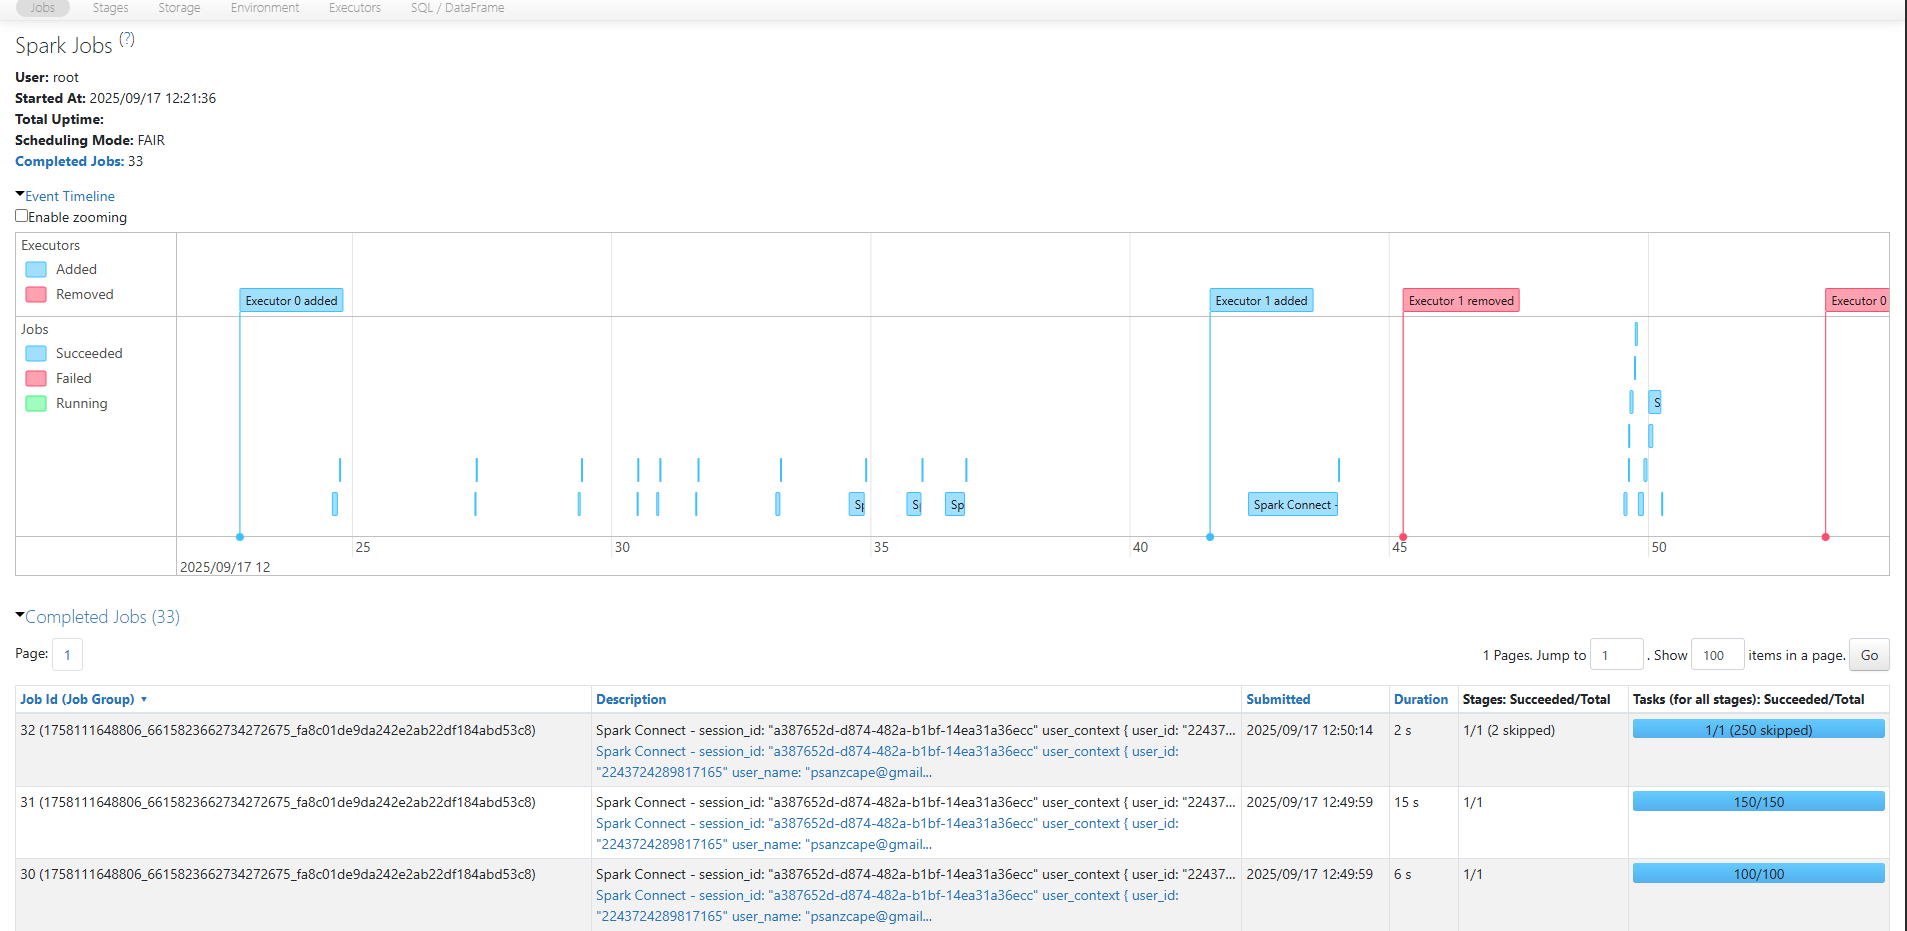 Jobs Stages Storage Environment Executors SQL / DataFrame
Spark Jobs (?)
User: root
Started At: 2025/09/17 12:21:36
Total Uptime:
Scheduling Mode: FAIR
Completed Jobs: 33
Event Timeline
Enable zooming
Executors
Added
Removed
Executor 0 added
Executor 1 added
Executor 1 removed
Executor 0
Jobs
Succeeded
Failed
Running
S
Sp
S
Sp
Spark Connect -
25
30
35
40
45
50
2025/09/17 12
Completed Jobs (33)
Page: 1
1 Pages. Jump to 1 . Show 100 items in a page. Go
Job Id (Job Group) Description Submitted Duration Stages: Succeeded/Total Tasks (for all stages): Succeeded/Total
32 (1758111648806_6615823662734272675_fa8c01de9da242e2ab22df184abd53c8) Spark Connect - session_id: "a387652d-d874-482a-b1bf-14ea31a36ecc" user_context { user_id: "22437... 2025/09/17 12:50:14 2 s 1/1 (2 skipped) 1/1 (250 skipped)
Spark Connect - session_id: "a387652d-d874-482a-b1bf-14ea31a36ecc" user_context { user_id:
"2243724289817165" user_name: "psanzcape@gmail...
31 (1758111648806_6615823662734272675_fa8c01de9da242e2ab22df184abd53c8) Spark Connect - session_id: "a387652d-d874-482a-b1bf-14ea31a36ecc" user_context { user_id: "22437... 2025/09/17 12:49:59 15 s 1/1 150/150
Spark Connect - session_id: "a387652d-d874-482a-b1bf-14ea31a36ecc" user_context { user_id:
"2243724289817165" user_name: "psanzcape@gmail...
30 (1758111648806_6615823662734272675_fa8c01de9da242e2ab22df184abd53c8) Spark Connect - session_id: "a387652d-d874-482a-b1bf-14ea31a36ecc" user_context { user_id: "22437... 2025/09/17 12:49:59 6 s 1/1 100/100
Spark Connect - session_id: "a387652d-d874-482a-b1bf-14ea31a36ecc" user_context { user_id:
"2243724289817165" user_name: "psanzcape@gmail...